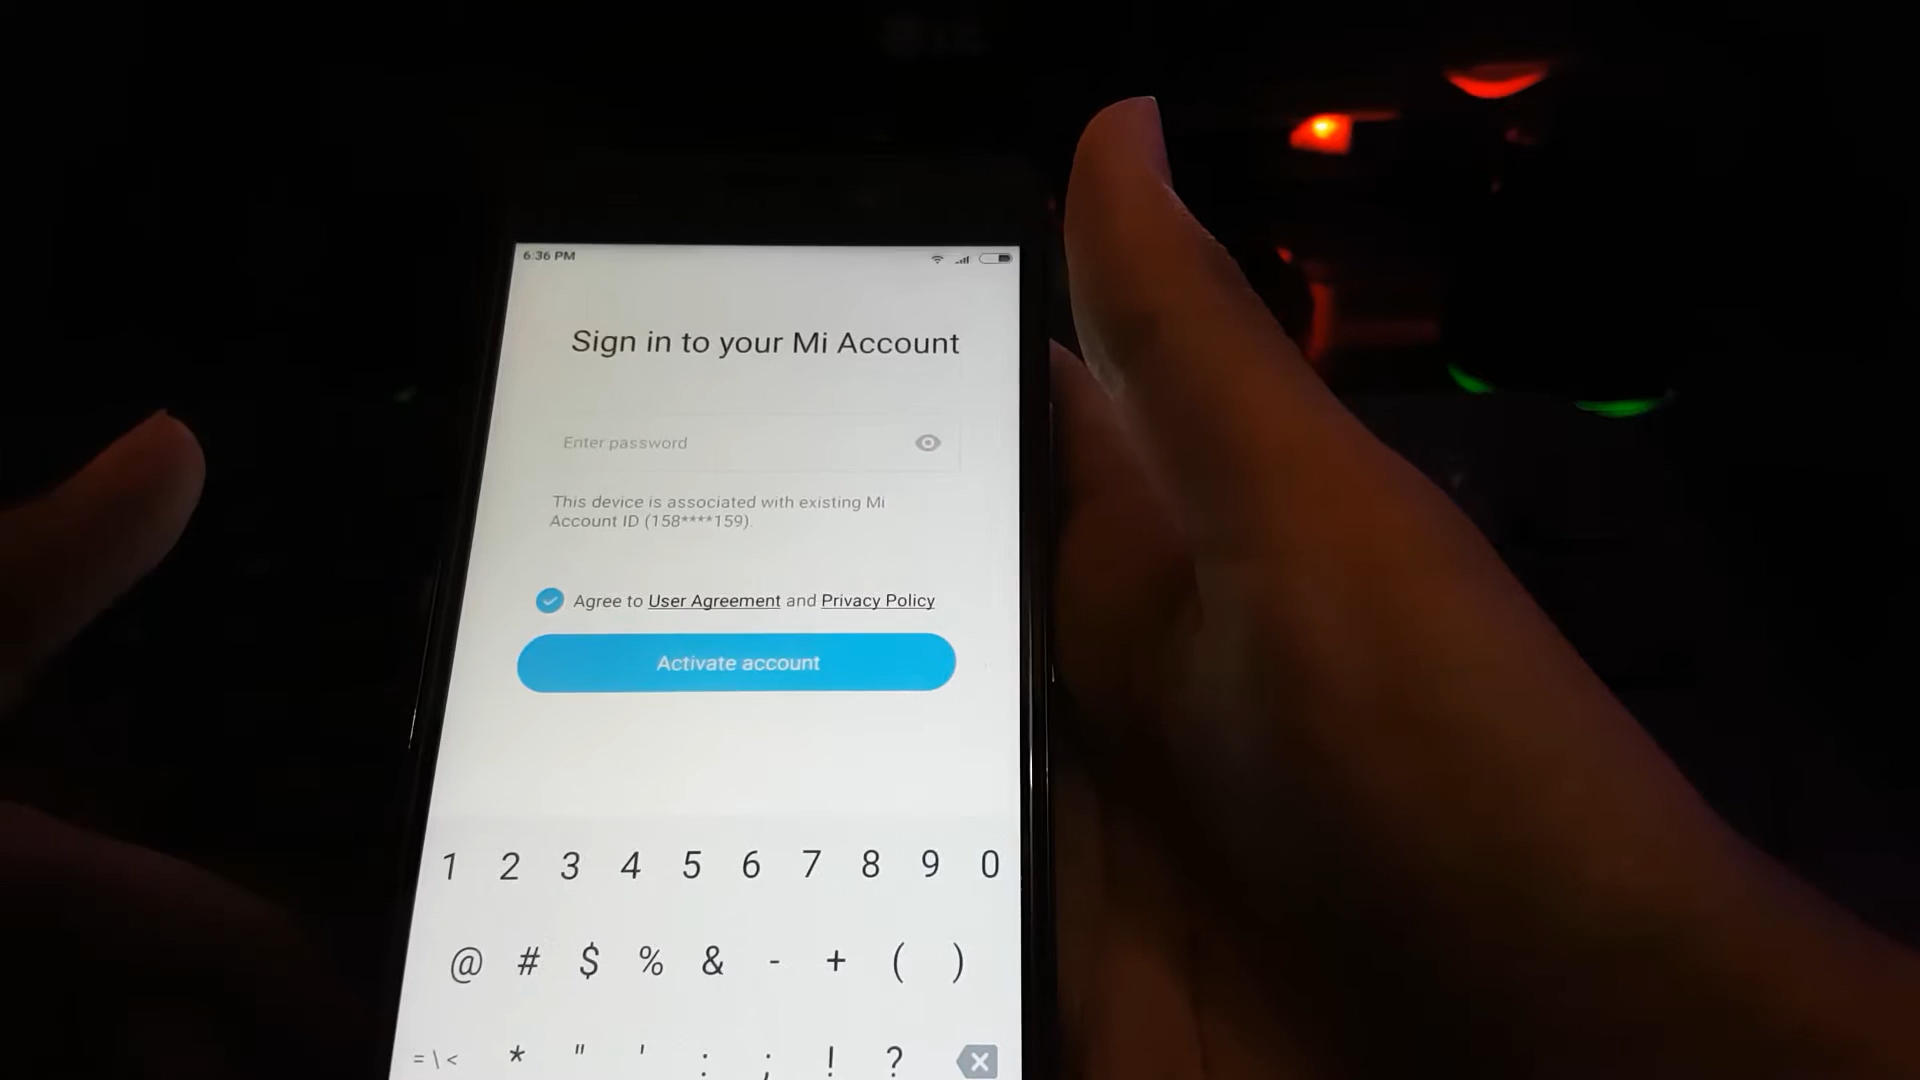 6:36 PM
Sign in to your Mi Account
Enter password
This device is associated with existing Mi
Account ID (158****159).
Agree to User Agreement and Privacy Policy
Activate account
1 2 3 4 5 6 7 8 9 0
@ # $ % & - + ( )
= \ < * " ' : ; ! ?